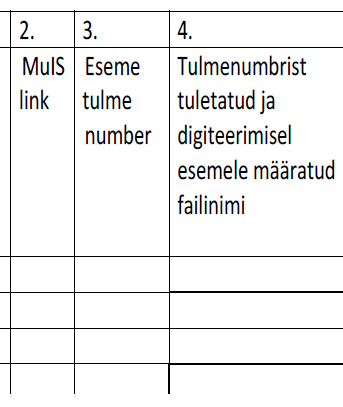 2.
3.
4.
MuIS
link
Eseme
tulme
number
Tulmenumbrist
tuletatud ja
digiteerimisel
esemele määratud
failinimi